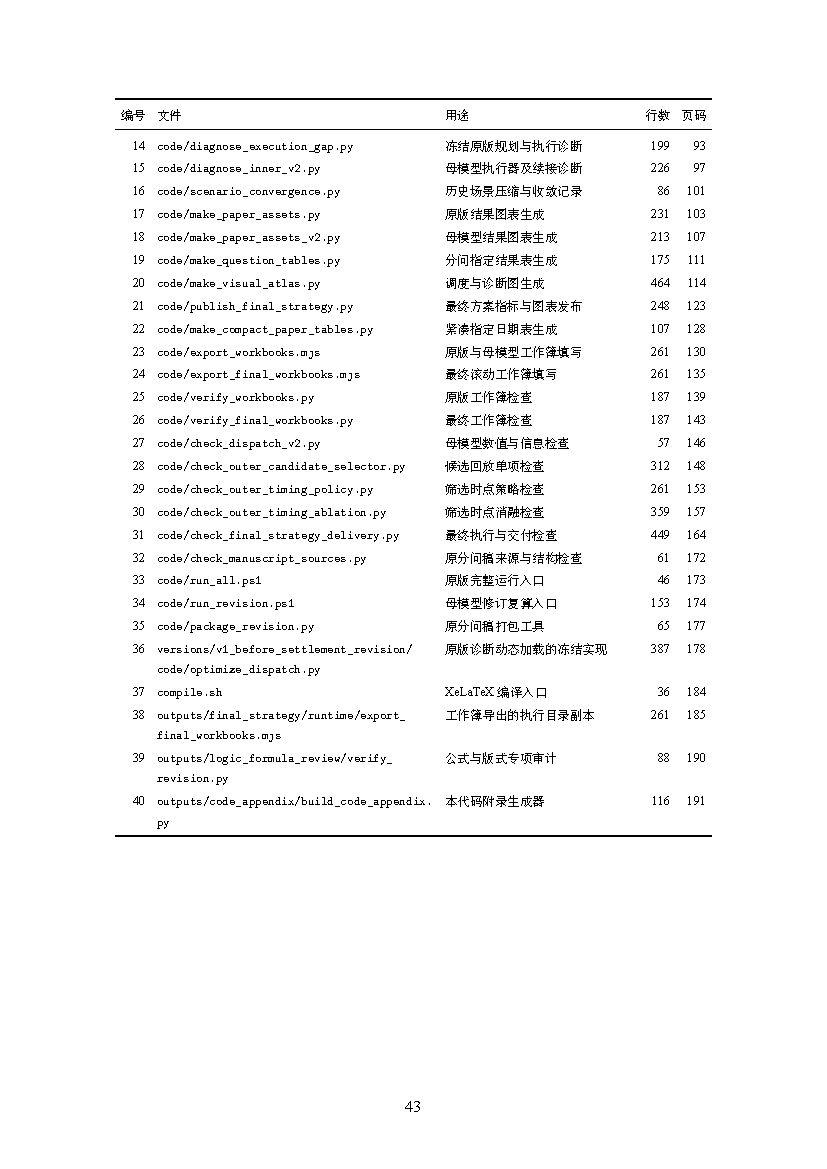 编号 文件 用途 行数 页码
14 code/diagnose_execution_gap.py 冻结原版规划与执行诊断 199 93
15 code/diagnose_inner_v2.py 母模型执行器及续接诊断 226 97
16 code/scenario_convergence.py 历史场景压缩与收敛记录 86 101
17 code/make_paper_assets.py 原版结果图表生成 231 103
18 code/make_paper_assets_v2.py 母模型结果图表生成 213 107
19 code/make_question_tables.py 分问指定结果表生成 175 111
20 code/make_visual_atlas.py 调度与诊断图生成 464 114
21 code/publish_final_strategy.py 最终方案指标与图表发布 248 123
22 code/make_compact_paper_tables.py 紧凑指定日期表生成 107 128
23 code/export_workbooks.mjs 原版与母模型工作簿填写 261 130
24 code/export_final_workbooks.mjs 最终滚动工作簿填写 261 135
25 code/verify_workbooks.py 原版工作簿检查 187 139
26 code/verify_final_workbooks.py 最终工作簿检查 187 143
27 code/check_dispatch_v2.py 母模型数值与信息检查 57 146
28 code/check_outer_candidate_selector.py 候选回放单项检查 312 148
29 code/check_outer_timing_policy.py 筛选时点策略检查 261 153
30 code/check_outer_timing_ablation.py 筛选时点消融检查 359 157
31 code/check_final_strategy_delivery.py 最终执行与交付检查 449 164
32 code/check_manuscript_sources.py 原分问稿来源与结构检查 61 172
33 code/run_all.ps1 原版完整运行入口 46 173
34 code/run_revision.ps1 母模型修订复算入口 153 174
35 code/package_revision.py 原分问稿打包工具 65 177
36 versions/v1_before_settlement_revision/ 原版诊断动态加载的冻结实现 387 178
code/optimize_dispatch.py
37 compile.sh XeLaTeX 编译入口 36 184
38 outputs/final_strategy/runtime/export_ 工作簿导出的执行目录副本 261 185
final_workbooks.mjs
39 outputs/logic_formula_review/verify_ 公式与版式专项审计 88 190
revision.py
40 outputs/code_appendix/build_code_appendix. 本代码附录生成器 116 191
py
43